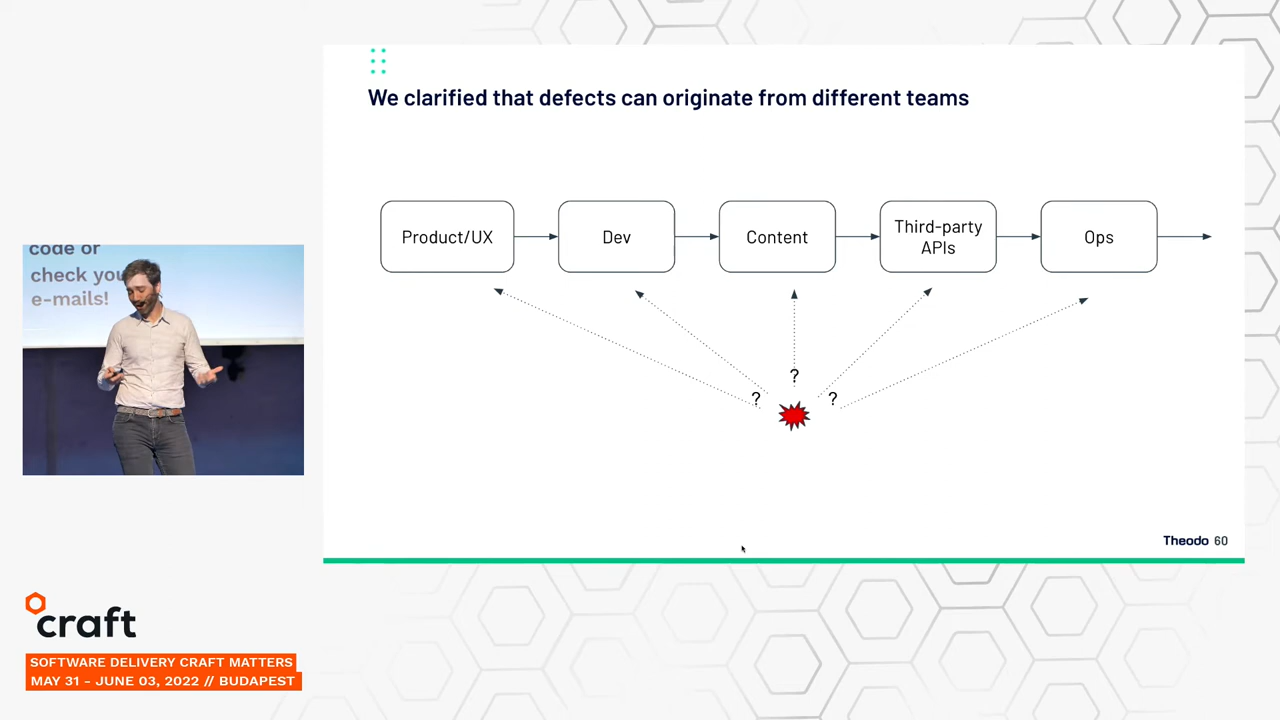 We clarified that defects can originate from different teams
Product/UX
Dev
Content
Third-party
APIs
Ops
?
?
?
Theodo 60
code or
check you
e-mails!
craft
SOFTWARE DELIVERY CRAFT MATTERS
MAY 31 - JUNE 03, 2022 // BUDAPEST